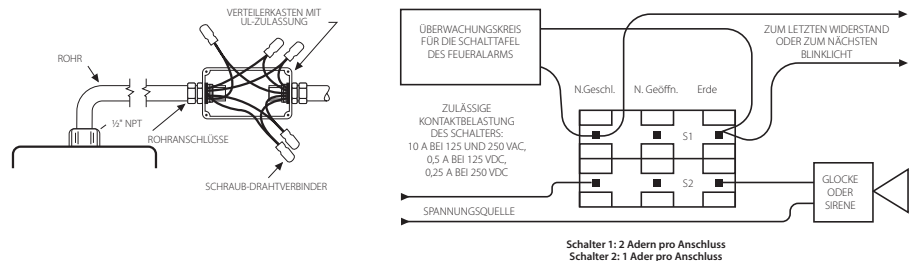 VERTEILERKASTEN MIT
UL-ZULASSUNG
ROHR
½" NPT
ROHRANSCHLÜSSE
SCHRAUB-DRAHTVERBINDER
ÜBERWACHUNGSKREIS
FÜR DIE SCHALTTAFEL
DES FEUERALARMS
ZUM LETZTEN WIDERSTAND
ODER ZUM NÄCHSTEN
BLINKLICHT
N.Geschl.
N. Geöffn.
Erde
ZULÄSSIGE
KONTAKTBELASTUNG
DES SCHALTERS:
10 A BEI 125 UND 250 VAC,
0,5 A BEI 125 VDC,
0,25 A BEI 250 VDC
S1
S2
GLOCKE
ODER
SIRENE
SPANNUNGSQUELLE
Schalter 1: 2 Adern pro Anschluss
Schalter 2: 1 Ader pro Anschluss